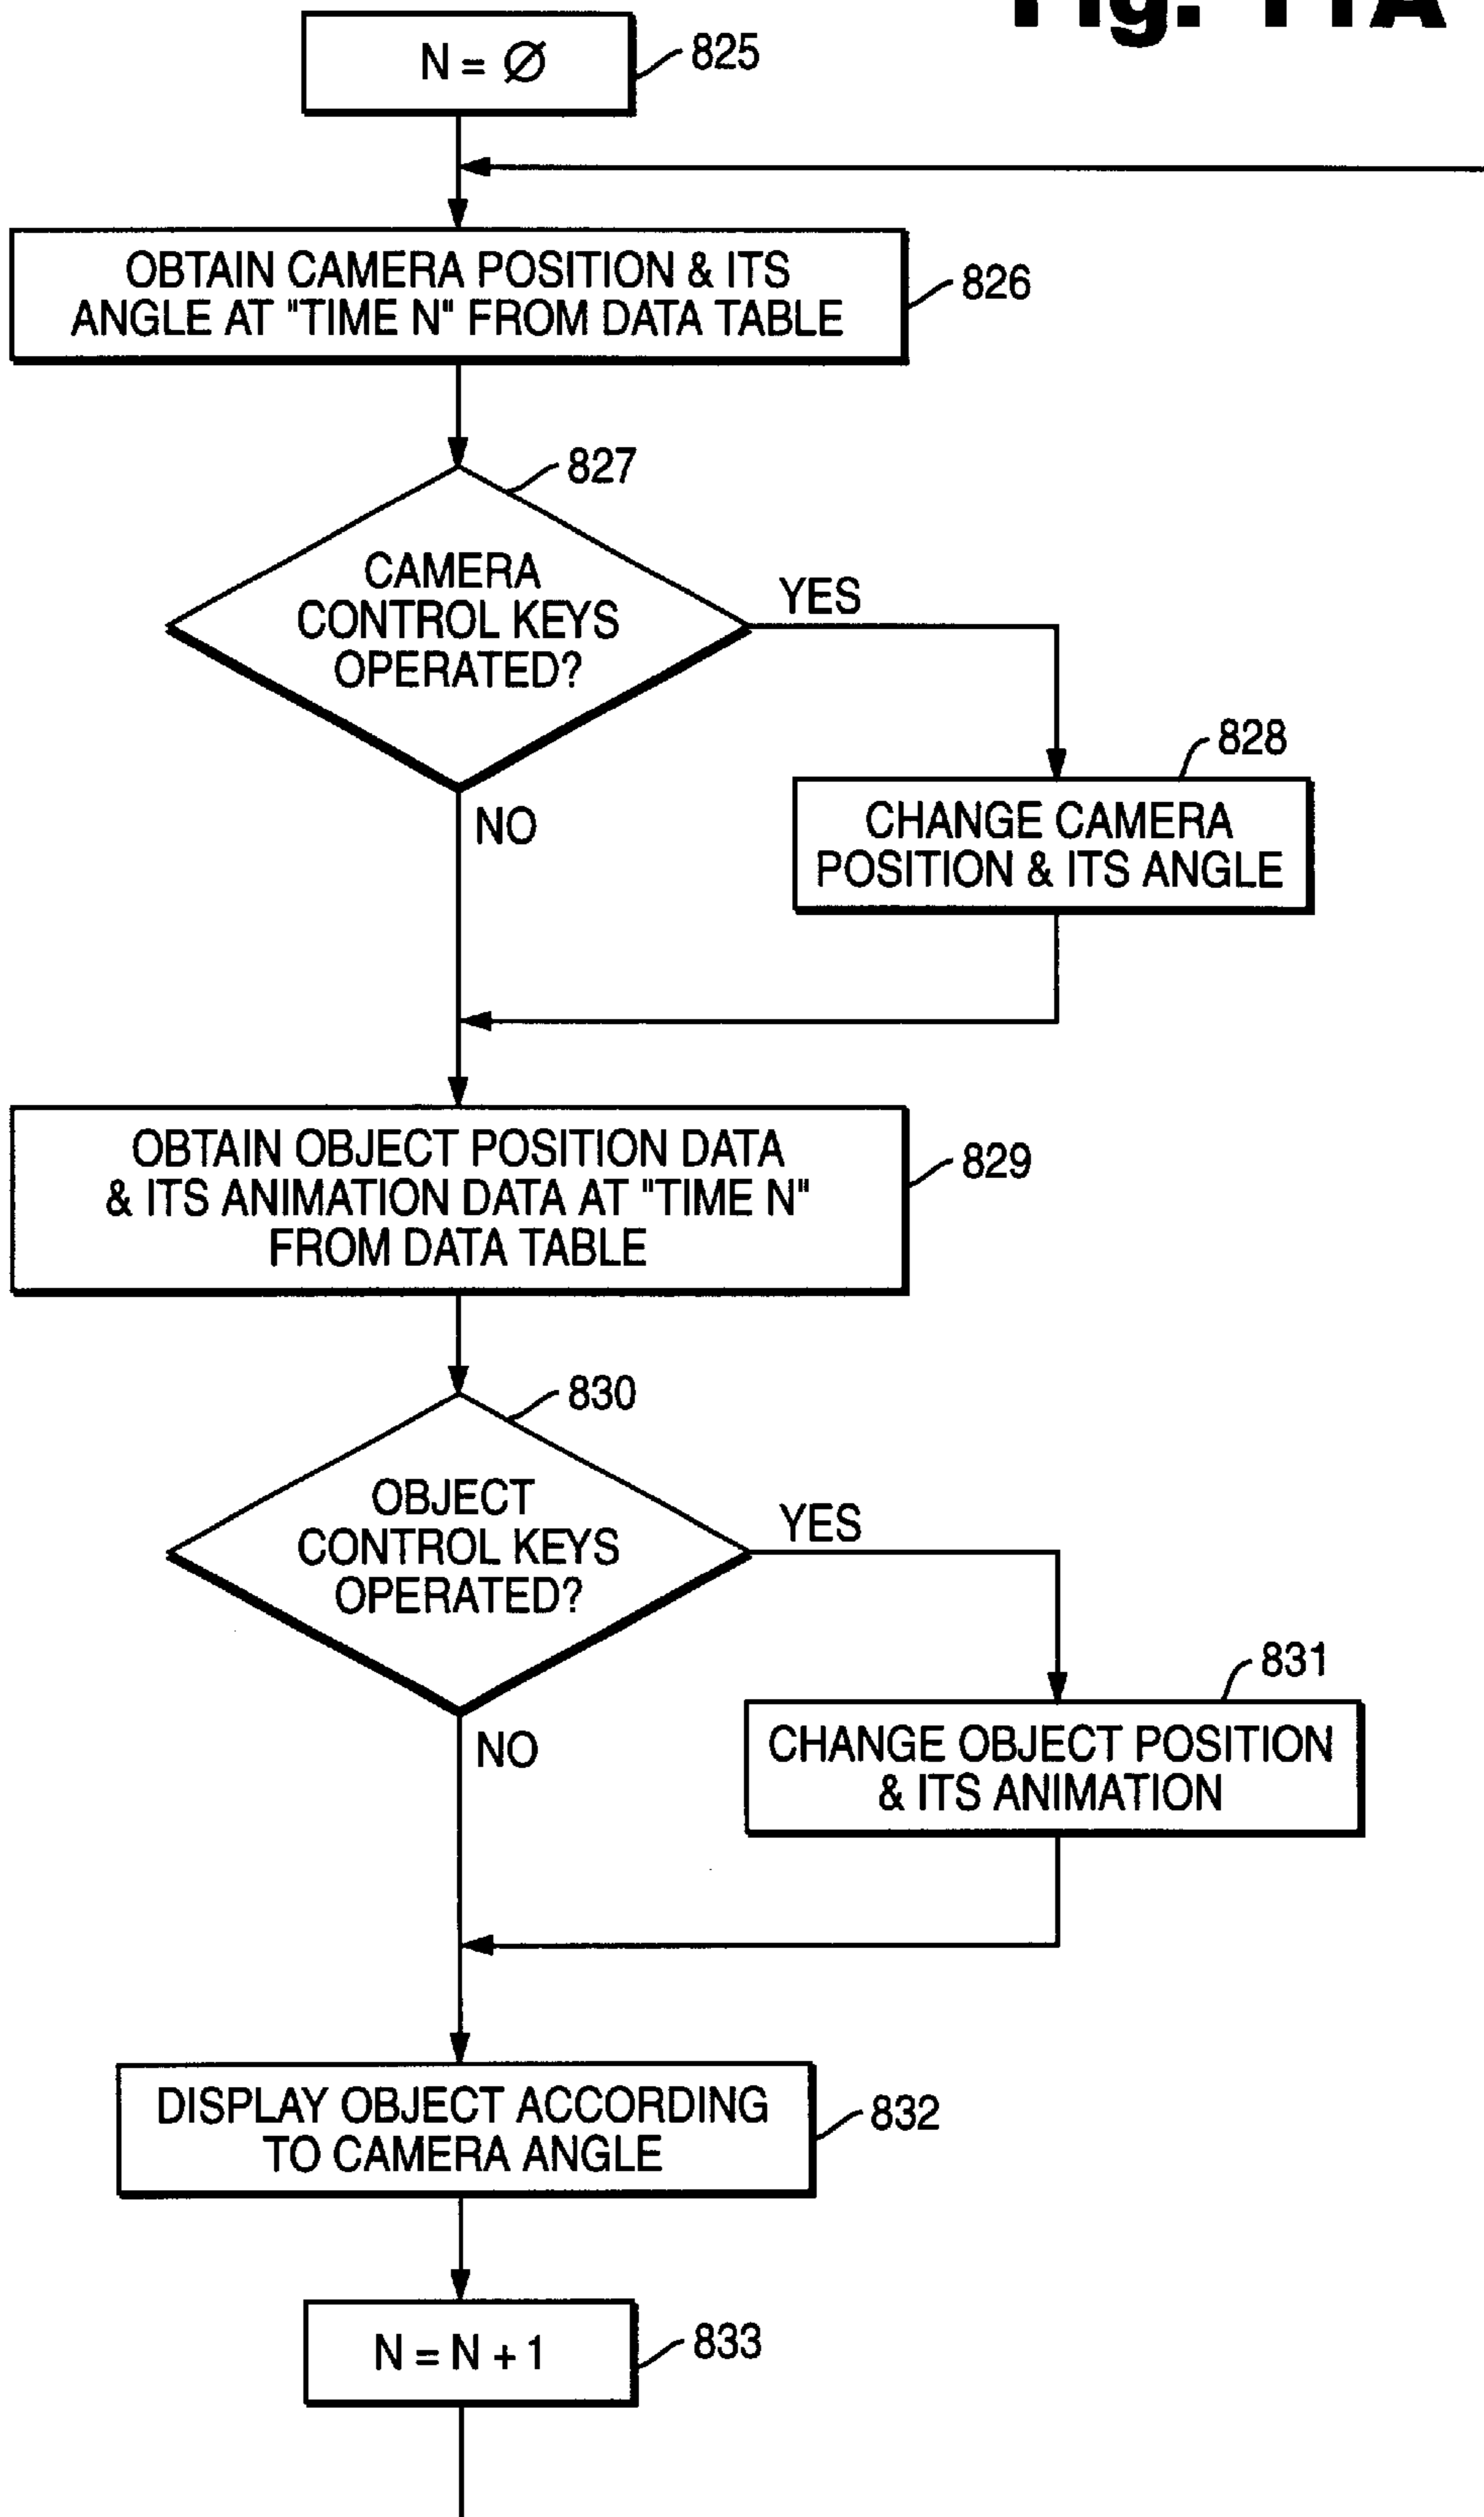 Fig. 11A
N = Ø
825
OBTAIN CAMERA POSITION & ITS
ANGLE AT "TIME N" FROM DATA TABLE
826
827
CAMERA
CONTROL KEYS
OPERATED?
YES
828
NO
CHANGE CAMERA
POSITION & ITS ANGLE
OBTAIN OBJECT POSITION DATA
& ITS ANIMATION DATA AT "TIME N"
FROM DATA TABLE
829
830
OBJECT
CONTROL KEYS
OPERATED?
YES
831
NO
CHANGE OBJECT POSITION
& ITS ANIMATION
DISPLAY OBJECT ACCORDING
TO CAMERA ANGLE
832
N = N + 1
833